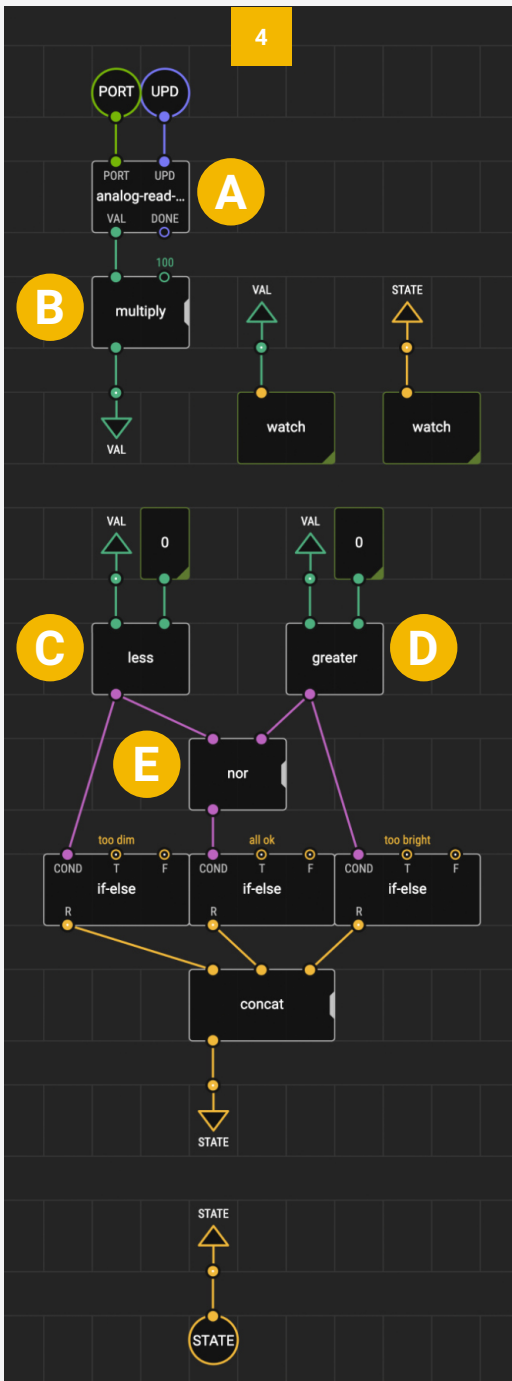 4
PORT UPD
PORT UPD
analog-read-...
VAL DONE
A
100
multiply
B
VAL
VAL
STATE
watch
watch
VAL
0
VAL
0
C
less
greater
D
E
nor
too dim
COND T F
if-else
R
all ok
COND T F
if-else
R
too bright
COND T F
if-else
R
concat
STATE
STATE
STATE